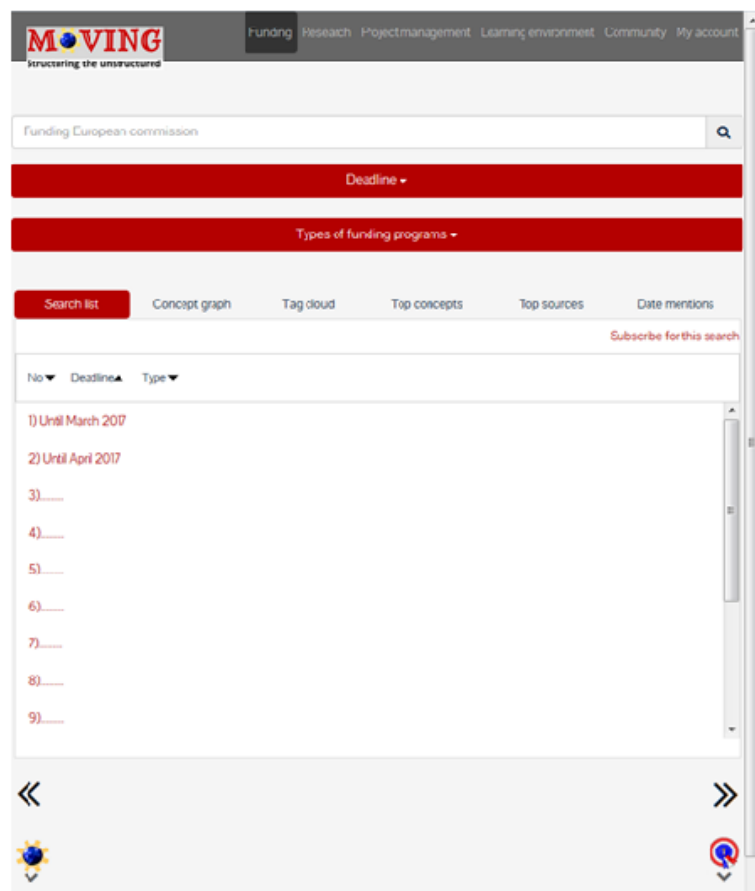 MOVING
Structuring the unstructured
Funding Research Projectmanagement Learning environment Community My account
Funding European commission
Deadline
Types of funding programs
Search list Concept graph Tag cloud Top concepts Top sources Date mentions
Subscribe for this search
No Deadline Type
1) Until March 2017
2) Until April 2017
3)........
4)........
5)........
6)........
7)........
8)........
9)........